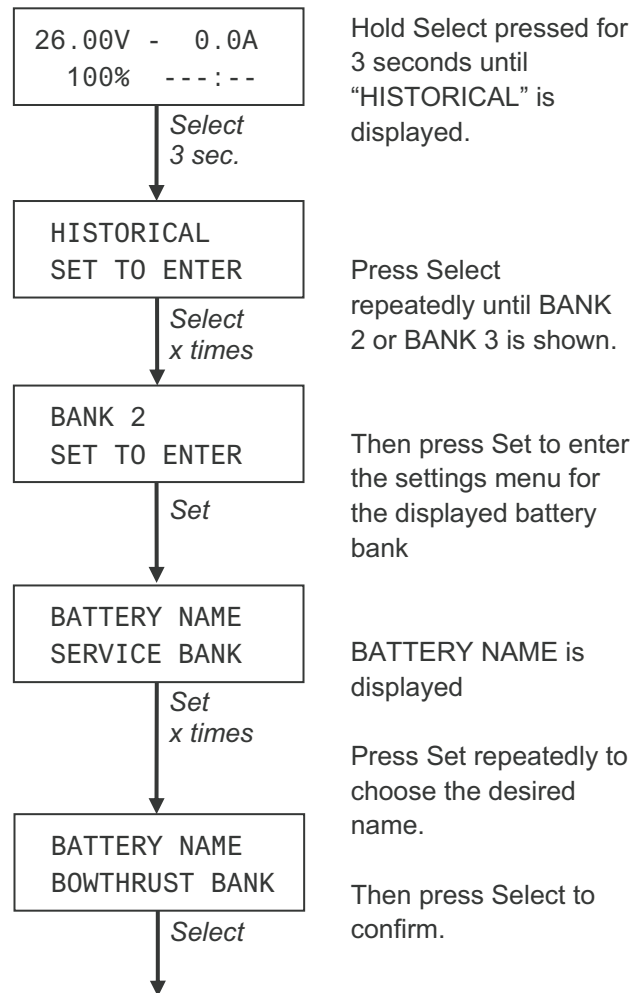 26.00V - 0.0A
100% ---:--
Hold Select pressed for
3 seconds until
“HISTORICAL” is
displayed.
Select
3 sec.
HISTORICAL
SET TO ENTER
Press Select
repeatedly until BANK
2 or BANK 3 is shown.
Select
x times
BANK 2
SET TO ENTER
Then press Set to enter
the settings menu for
the displayed battery
bank
Set
BATTERY NAME
SERVICE BANK
BATTERY NAME is
displayed
Set
x times
Press Set repeatedly to
choose the desired
name.
BATTERY NAME
BOWTHRUST BANK
Then press Select to
confirm.
Select